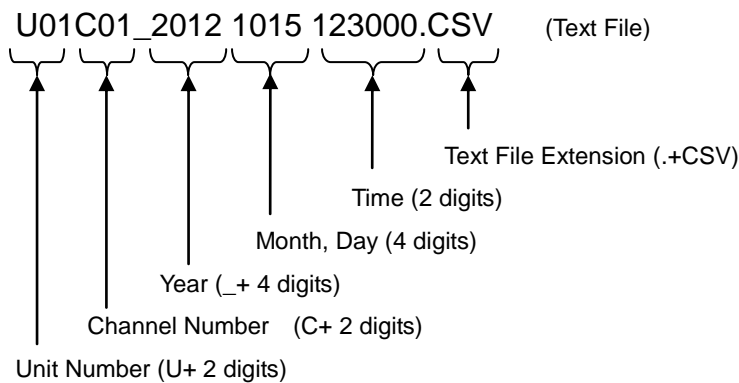 U01C01_2012 1015 123000.CSV (Text File)
Text File Extension (.+CSV)
Time (2 digits)
Month, Day (4 digits)
Year (_+ 4 digits)
Channel Number (C+ 2 digits)
Unit Number (U+ 2 digits)